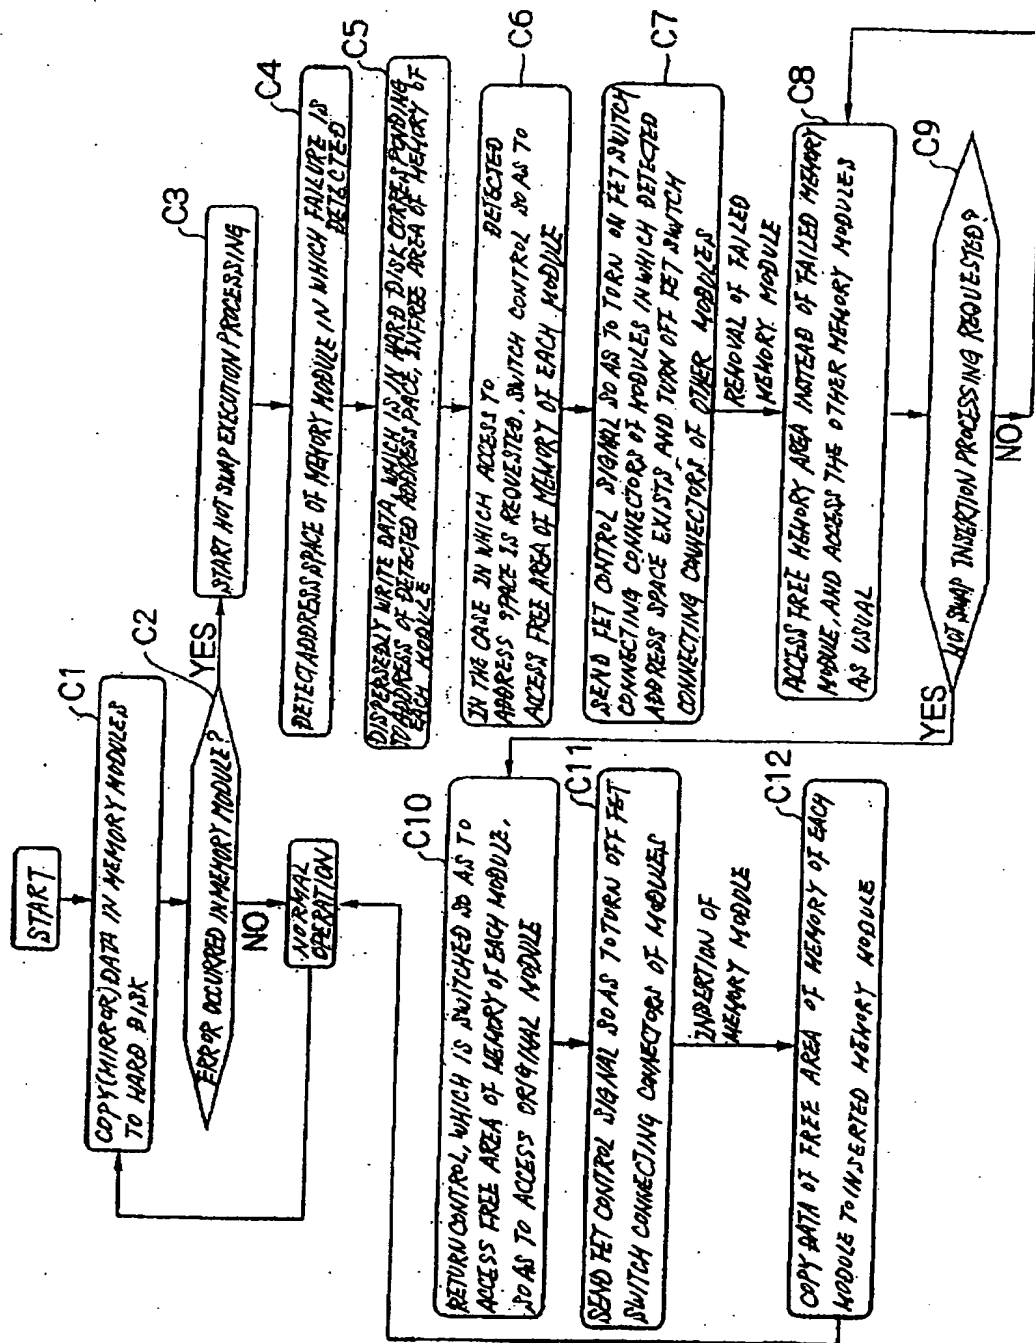 START
C1
COPY (MIRROR) DATA IN MEMORY MODULES
TO HARD DISK
C2
ERROR OCCURRED IN MEMORY MODULE?
YES
NO
NORMAL
OPERATION
C3
START HOT SWAP EXECUTION PROCESSING
C4
DETECT ADDRESS SPACE OF MEMORY MODULE IN WHICH FAILURE IS
DETECTED
C5
DISPERSEDLY WRITE DATA, WHICH IS IN HARD DISK CORRESPONDING
TO ADDRESS OF DETECTED ADDRESS SPACE, IN FREE AREA OF MEMORY OF
EACH MODULE
C6
IN THE CASE IN WHICH ACCESS TO DETECTED
ADDRESS SPACE IS REQUESTED, SWITCH CONTROL SO AS TO
ACCESS FREE AREA OF MEMORY OF EACH MODULE
C7
SEND FET CONTROL SIGNAL SO AS TO TORN ON FET SWITCH
CONNECTING CONNECTORS OF MODULES IN WHICH DETECTED
ADDRESS SPACE EXISTS AND TURN OFF FET SWITCH
CONNECTING CONNECTORS OF OTHER MODULES
REMOVAL OF FAILED
MEMORY MODULE
C8
ACCESS FREE MEMORY AREA INSTEAD OF FAILED MEMORY
MODULE, AND ACCESS THE OTHER MEMORY MODULES
AS USUAL
C9
HOT SWAP INSERTION PROCESSING REQUESTED?
NO
YES
C10
RETURN CONTROL, WHICH IS SWITCHED SO AS TO
ACCESS FREE AREA OF MEMORY OF EACH MODULE,
SO AS TO ACCESS ORIGINAL MODULE
C11
SEND FET CONTROL SIGNAL SO AS TO TURN OFF FET
SWITCH CONNECTING CONNECTORS OF MODULES
INSERTION OF
MEMORY MODULE
C12
COPY DATA OF FREE AREA OF MEMORY OF EACH
MODULE TO INSERTED MEMORY MODULE